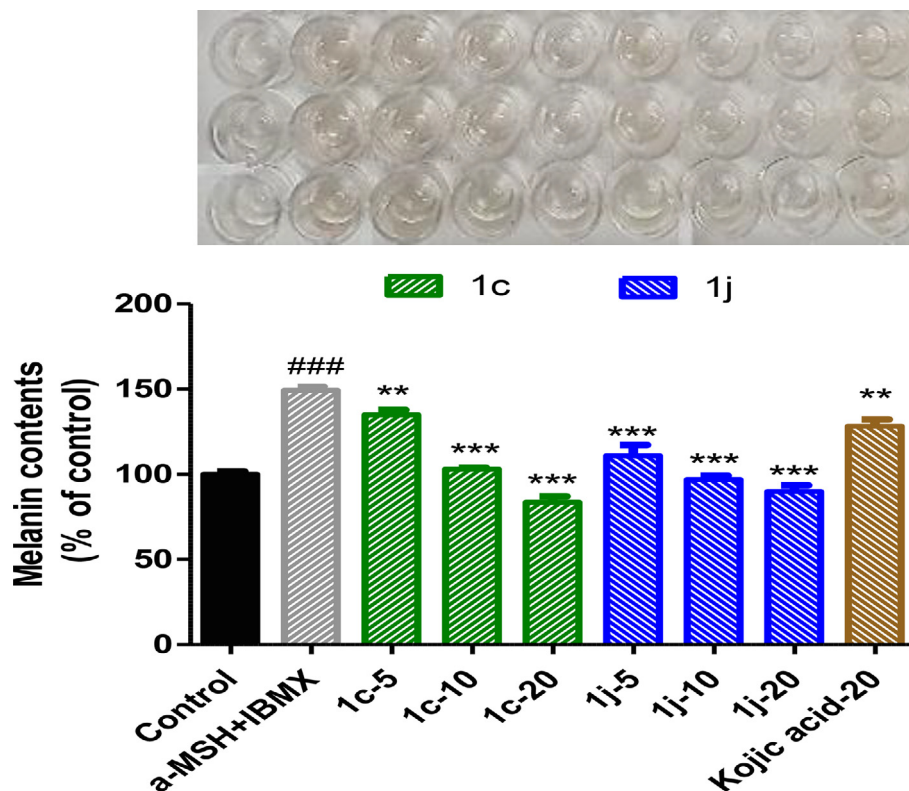 1c
1j
Melanin contents
(% of control)
200
150
100
50
0
###
**
***
***
***
***
***
**
Control
a-MSH+IBMX
1c-5
1c-10
1c-20
1j-5
1j-10
1j-20
Kojic acid-20